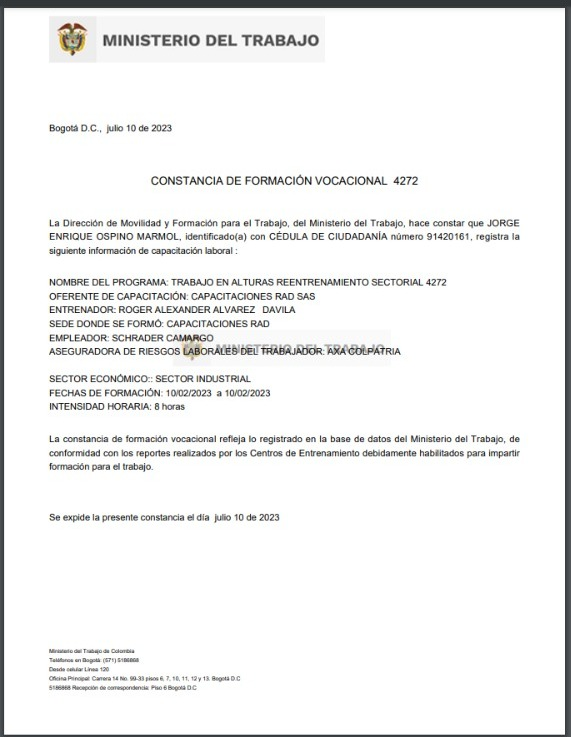 MINISTERIO DEL TRABAJO
Bogotá D.C., julio 10 de 2023
CONSTANCIA DE FORMACIÓN VOCACIONAL 4272
La Dirección de Movilidad y Formación para el Trabajo, del Ministerio del Trabajo, hace constar que JORGE
ENRIQUE OSPINO MARMOL, identificado(a) con CÉDULA DE CIUDADANÍA número 91420161, registra la
siguiente información de capacitación laboral :
NOMBRE DEL PROGRAMA: TRABAJO EN ALTURAS REENTRENAMIENTO SECTORIAL 4272
OFERENTE DE CAPACITACIÓN: CAPACITACIONES RAD SAS
ENTRENADOR: ROGER ALEXANDER ALVAREZ DAVILA
SEDE DONDE SE FORMÓ: CAPACITACIONES RAD
EMPLEADOR: SCHRADER CAMARGO
MINISTERIO DEL TRABAJO
ASEGURADORA DE RIESGOS LABORALES DEL TRABAJADOR: AXA COLPATRIA
SECTOR ECONÓMICO:: SECTOR INDUSTRIAL
FECHAS DE FORMACIÓN: 10/02/2023 a 10/02/2023
INTENSIDAD HORARIA: 8 horas
La constancia de formación vocacional refleja lo registrado en la base de datos del Ministerio del Trabajo, de
conformidad con los reportes realizados por los Centros de Entrenamiento debidamente habilitados para impartir
formación para el trabajo.
Se expide la presente constancia el día julio 10 de 2023
Ministerio del Trabajo de Colombia
Teléfonos en Bogotá: (571) 5186868
Desde celular Línea 120
Oficina Principal: Carrera 14 No. 99-33 pisos 6, 7, 10, 11, 12 y 13. Bogotá D.C
5186868 Recepción de correspondencia: Piso 6 Bogotá D.C